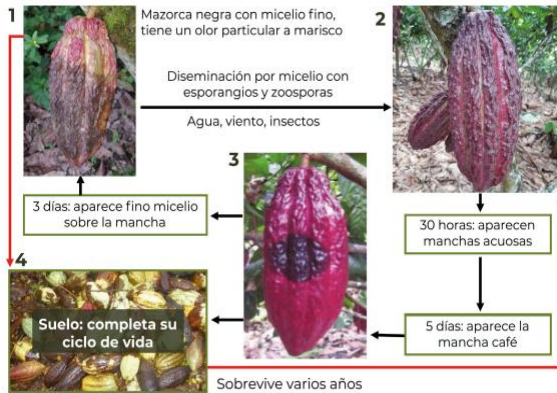 1
Mazorca negra con micelio fino,
tiene un olor particular a marisco
2
Diseminación por micelio con
esporangios y zoosporas
Agua, viento, insectos
3
3 días: aparece fino micelio
sobre la mancha
30 horas: aparecen
manchas acuosas
4
Suelo: completa su
ciclo de vida
5 días: aparece la
mancha café
Sobrevive varios años